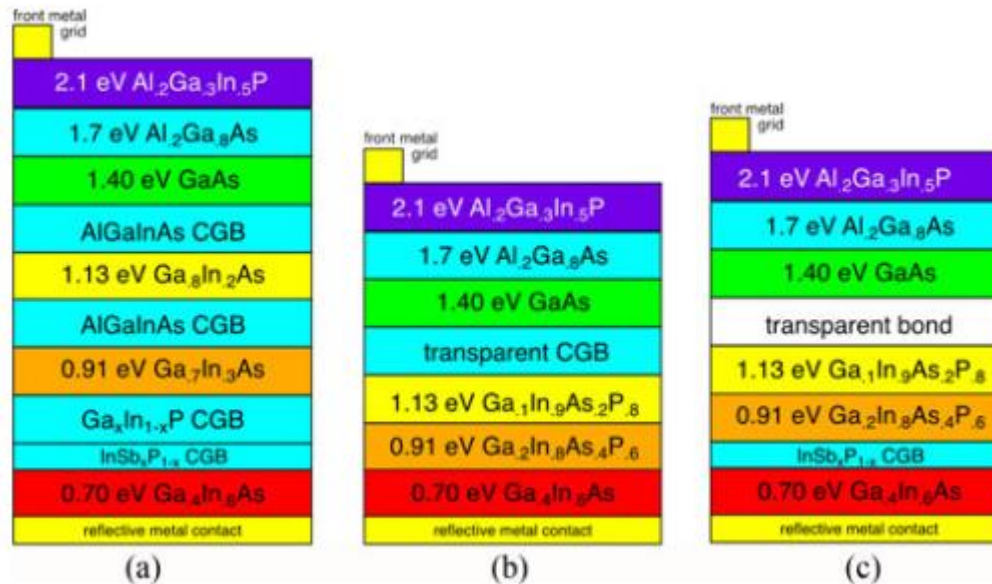 front metal
grid
2.1 eV Al.2Ga.3In.5P
1.7 eV Al.2Ga.8As
1.40 eV GaAs
AlGaInAs CGB
1.13 eV Ga.8In.2As
AlGaInAs CGB
0.91 eV Ga.7In.3As
GaxIn1-xP CGB
InSbxP1-x CGB
0.70 eV Ga.4In.6As
reflective metal contact
(a)
front metal
grid
2.1 eV Al.2Ga.3In.5P
1.7 eV Al.2Ga.8As
1.40 eV GaAs
transparent CGB
1.13 eV Ga.1In.9As.2P.8
0.91 eV Ga.2In.8As.4P.6
0.70 eV Ga.4In.6As
reflective metal contact
(b)
front metal
grid
2.1 eV Al.2Ga.3In.5P
1.7 eV Al.2Ga.8As
1.40 eV GaAs
transparent bond
1.13 eV Ga.1In.9As.2P.8
0.91 eV Ga.2In.8As.4P.6
InSbxP1-x CGB
0.70 eV Ga.4In.6As
reflective metal contact
(c)